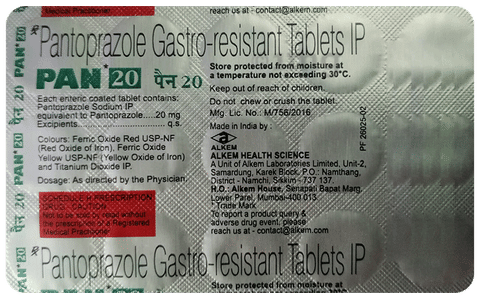 Medical Practitioner
reach us at - contact@alkem.com
PAN 20 पैन 20
Rx Pantoprazole Gastro-resistant Tablets IP
PAN 20 पैन 20
Each enteric coated tablet contains:
Pantoprazole Sodium IP
equivalent to Pantoprazole.....20 mg
Excipients.....................q.s.
Colours: Ferric Oxide Red USP-NF
(Red Oxide of Iron), Ferric Oxide
Yellow USP-NF (Yellow Oxide of Iron)
and Titanium Dioxide IP.
Dosage: As directed by the Physician.
SCHEDULE H PRESCRIPTION
DRUG - CAUTION
Not to be sold by retail without
the prescription of a Registered
Medical Practitioner
Store protected from moisture at
a temperature not exceeding 30°C.
Keep out of reach of children.
Do not chew or crush the tablet.
Mfg. Lic. No.: M/756/2016
Made in India by :
a
ALKEM
ALKEM HEALTH SCIENCE
A Unit of Alkem Laboratories Limited, Unit-2,
Samardung, Karek Block, P.O.: Namthang,
District - Namchi, Sikkim - 737 137.
H.O.: Alkem House, Senapati Bapat Marg,
Lower Parel, Mumbai-400 013.
* Trade Mark
To report a product query &
adverse drug event, please
reach us at - contact@alkem.com
PF 26025-02
Rx Pantoprazole Gastro-resistant Tablets IP
Store protected from moisture at